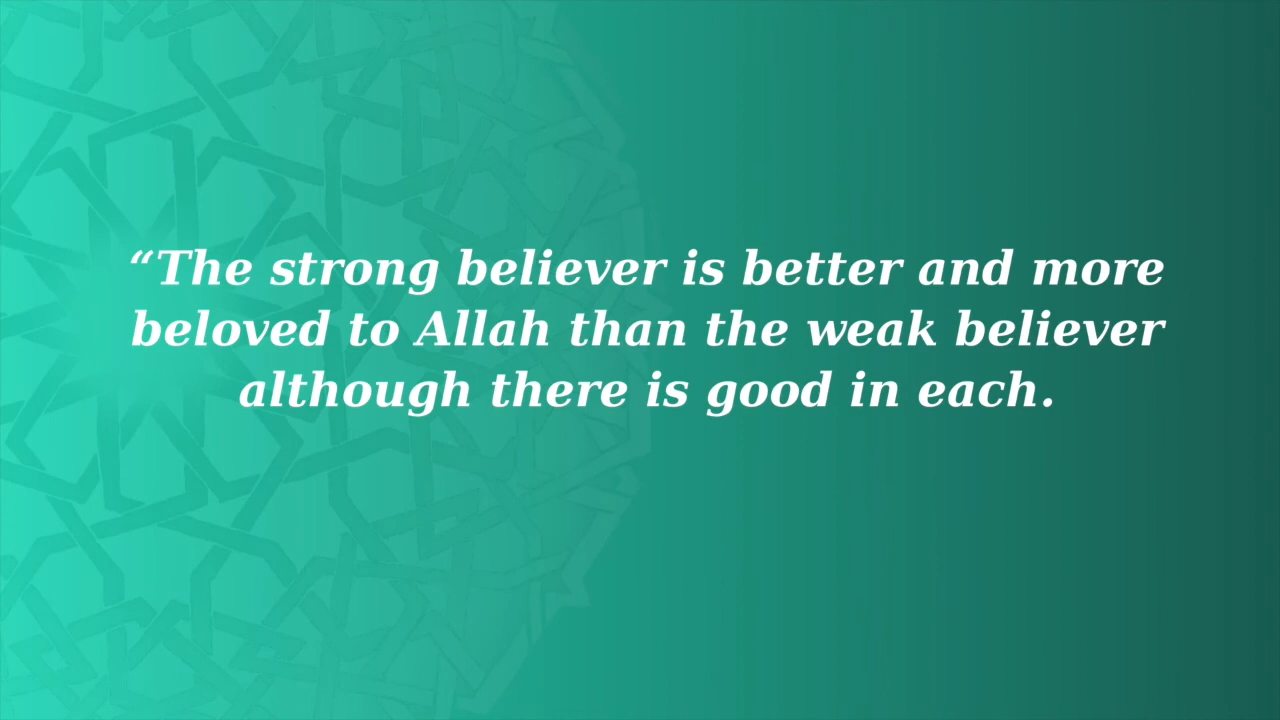 “The strong believer is better and more
beloved to Allah than the weak believer
although there is good in each.